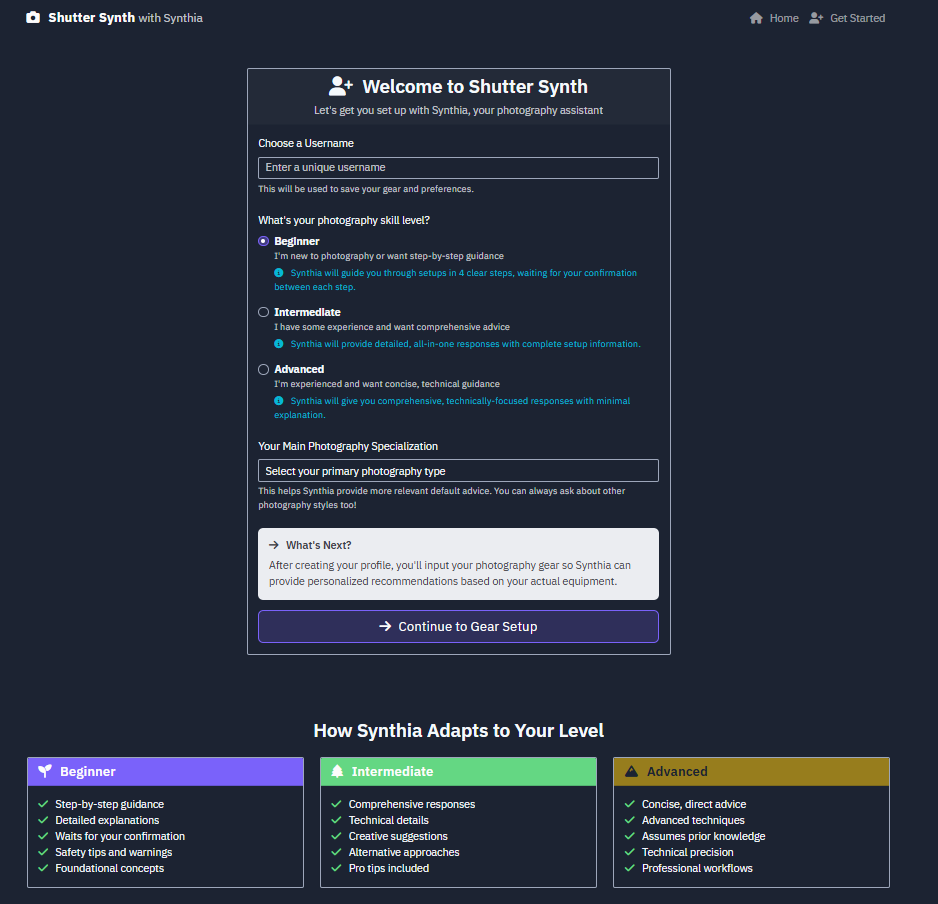 Shutter Synth with Synthia
Home
Get Started
Welcome to Shutter Synth
Let's get you set up with Synthia, your photography assistant
Choose a Username
Enter a unique username
This will be used to save your gear and preferences.
What's your photography skill level?
Beginner
I'm new to photography or want step-by-step guidance
Synthia will guide you through setups in 4 clear steps, waiting for your confirmation
between each step.
Intermediate
I have some experience and want comprehensive advice
Synthia will provide detailed, all-in-one responses with complete setup information.
Advanced
I'm experienced and want concise, technical guidance
Synthia will give you comprehensive, technically-focused responses with minimal
explanation.
Your Main Photography Specialization
Select your primary photography type
This helps Synthia provide more relevant default advice. You can always ask about other
photography styles too!
What's Next?
After creating your profile, you'll input your photography gear so Synthia can
provide personalized recommendations based on your actual equipment.
Continue to Gear Setup
How Synthia Adapts to Your Level
Beginner
Step-by-step guidance
Detailed explanations
Waits for your confirmation
Safety tips and warnings
Foundational concepts
Intermediate
Comprehensive responses
Technical details
Creative suggestions
Alternative approaches
Pro tips included
Advanced
Concise, direct advice
Advanced techniques
Assumes prior knowledge
Technical precision
Professional workflows